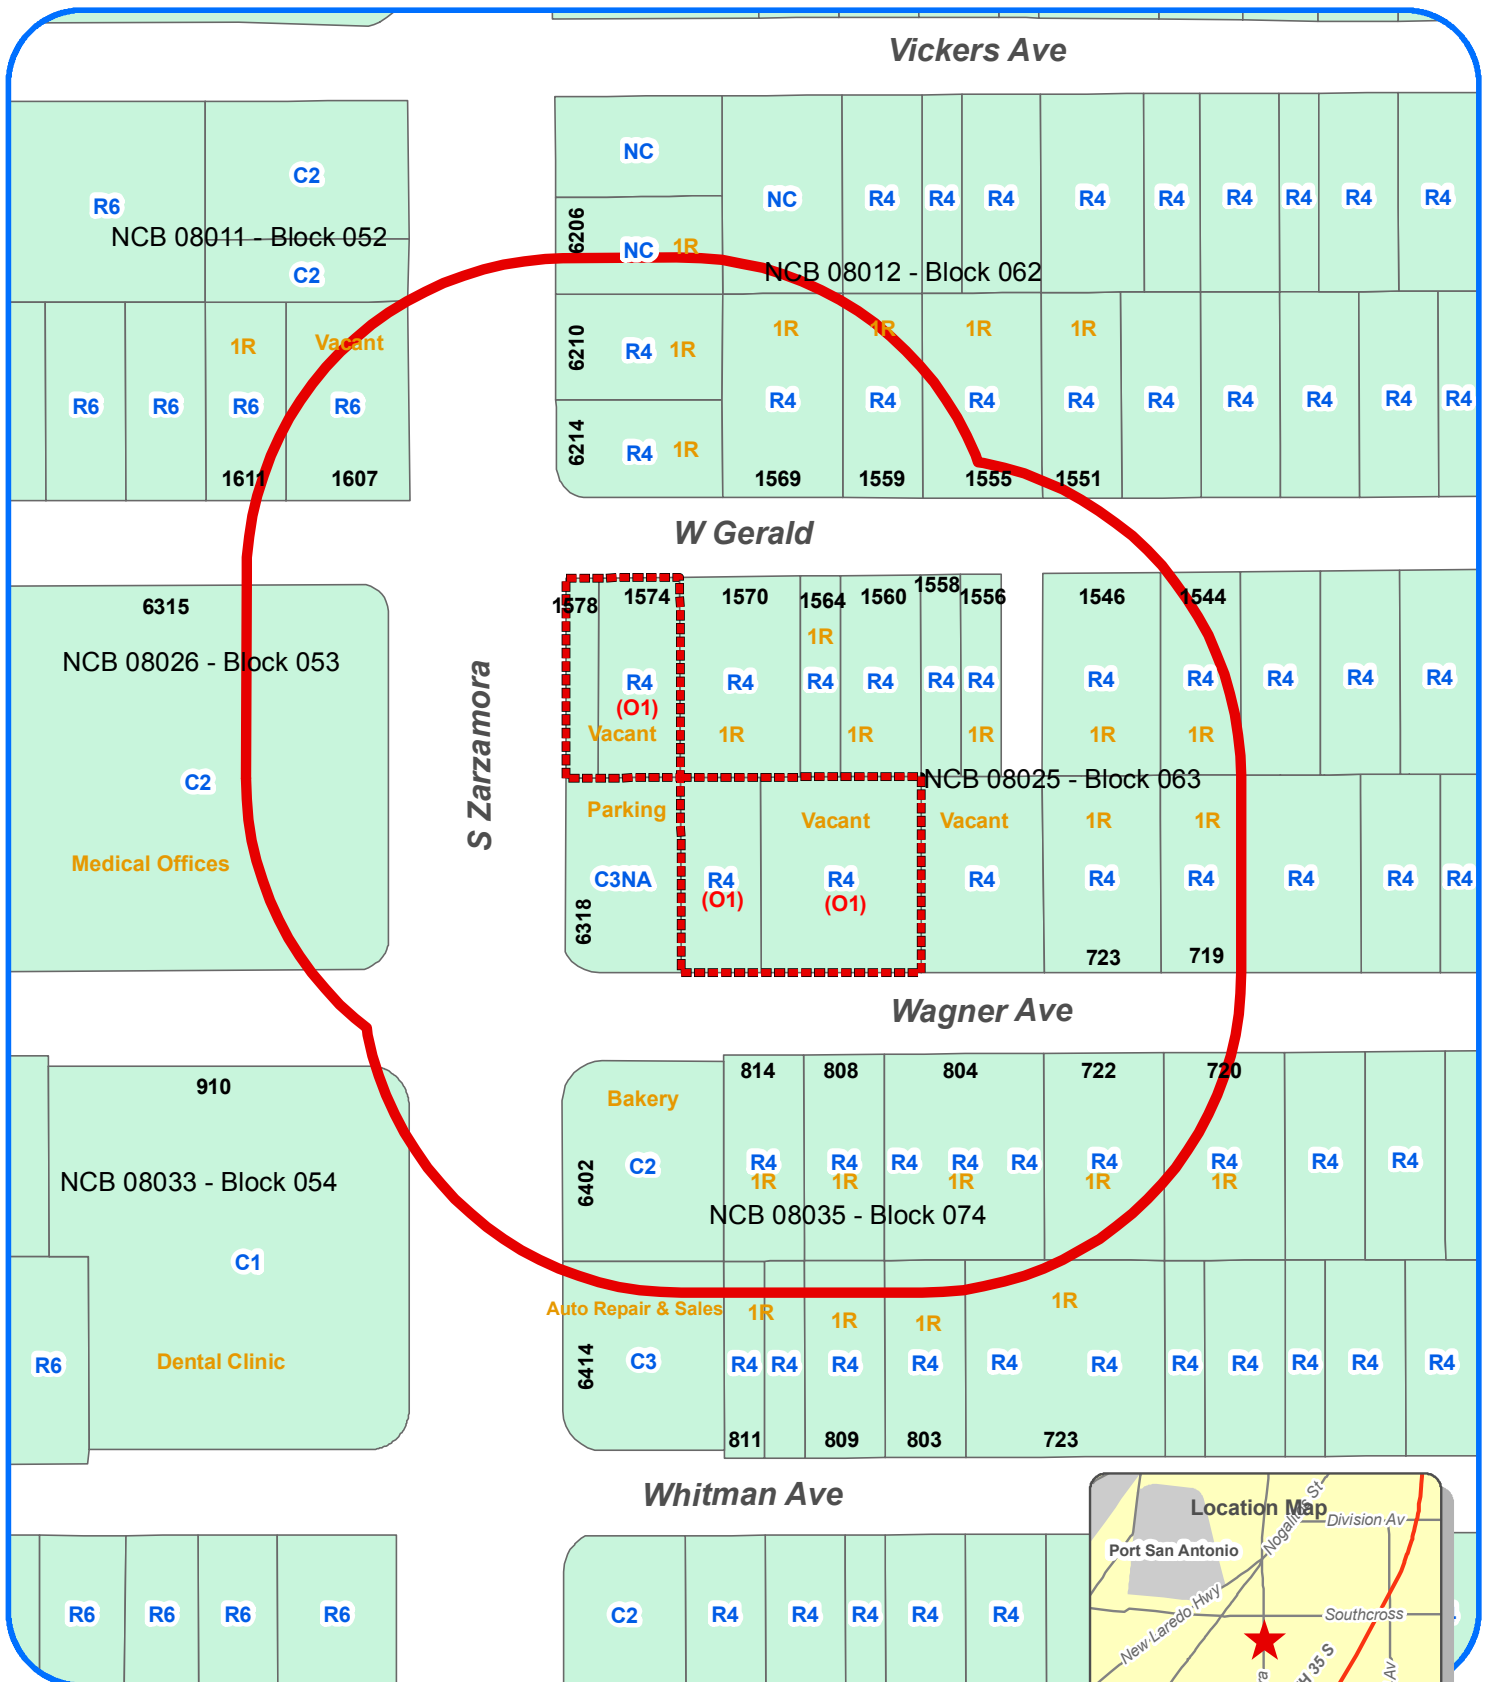 Vickers Ave
NC
C2
R6
NC
R4
R4
R4
R4
R4
R4
R4
R4
R4
6206
NCB 08011 - Block 052
NC
1R
C2
NCB 08012 - Block 062
1R
Vacant
6210
R4
1R
1R
1R
1R
1R
R6
R6
R6
R6
R4
R4
R4
R4
R4
R4
R4
R4
R4
6214
R4
1R
1611
1607
1569
1559
1555
1551
W Gerald
6315
1578
1574
1570
1564
1560
1558
1556
1546
1544
1R
NCB 08026 - Block 053
R4
R4
R4
R4
R4
R4
R4
R4
R4
R4
R4
(O1)
Vacant
1R
1R
1R
1R
1R
S Zarzamora
C2
NCB 08025 - Block 063
Parking
Vacant
Vacant
1R
1R
Medical Offices
C3NA
R4
R4
R4
R4
R4
R4
R4
R4
(O1)
(O1)
6318
723
719
Wagner Ave
910
814
808
804
722
720
Bakery
6402
C2
R4
R4
R4
R4
R4
R4
R4
R4
R4
1R
1R
1R
1R
1R
NCB 08033 - Block 054
NCB 08035 - Block 074
C1
Auto Repair & Sales
1R
1R
1R
1R
R6
Dental Clinic
6414
C3
R4
R4
R4
R4
R4
R4
R4
R4
R4
R4
R4
811
809
803
723
Whitman Ave
Location Map
Nogalitos St
Division Av
Port San Antonio
New Laredo Hwy
Southcross
R6
R6
R6
R6
C2
R4
R4
R4
R4
R4
IH 35 S
Av